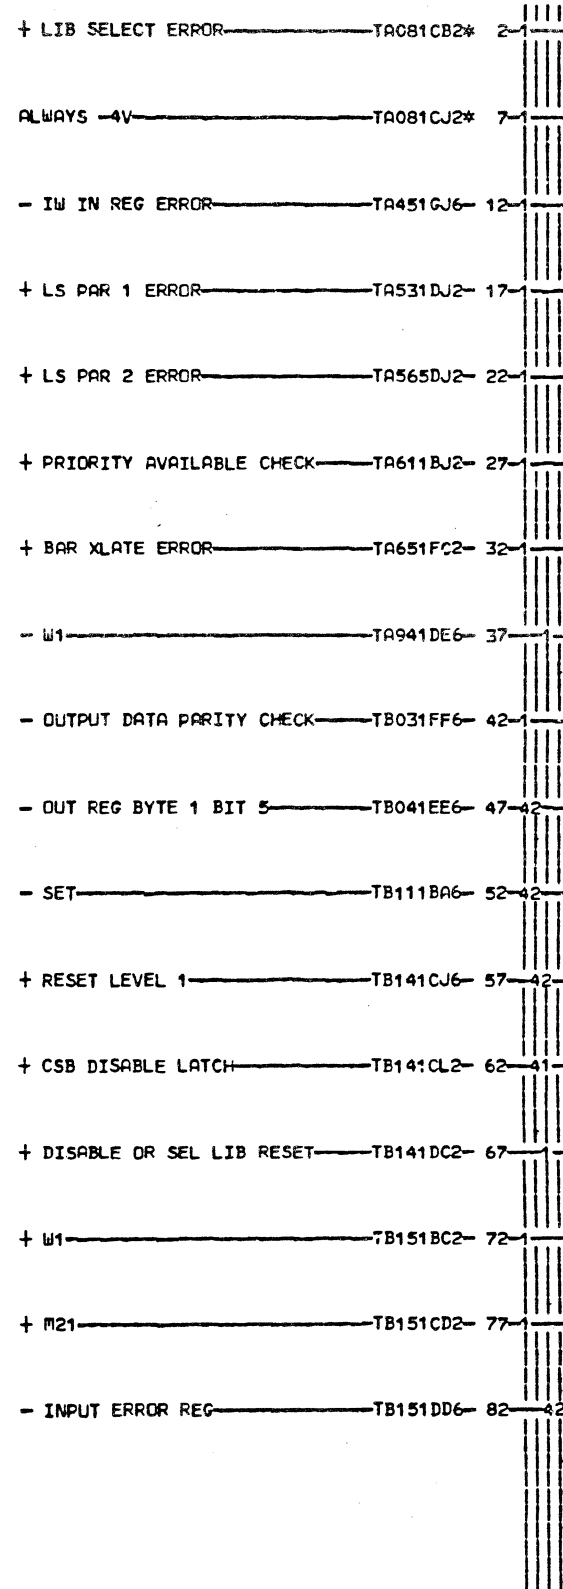 + LIB SELECT ERROR TA081CB2* 2-1
ALWAYS -4V TA081CJ2* 7-1
- IW IN REG ERROR TA451GJ6- 12-1
+ LS PAR 1 ERROR TA531DJ2- 17-1
+ LS PAR 2 ERROR TA565DJ2- 22-1
+ PRIORITY AVAILABLE CHECK TA611BJ2- 27-1
+ BAR XLATE ERROR TA651FC2- 32-1
- W1 TA941DE6- 37 1
- OUTPUT DATA PARITY CHECK TB031FF6- 42-1
- OUT REG BYTE 1 BIT 5 TB041EE6- 47-42
- SET TB111BA6- 52-42
+ RESET LEVEL 1 TB141CJ6- 57-42
+ CSB DISABLE LATCH TB141CL2- 62-41
+ DISABLE OR SEL LIB RESET TB141DC2- 67 1
+ W1 TB151BC2- 72-1
+ M21 TB151CD2- 77-1
- INPUT ERROR REG TB151DD6- 82-42